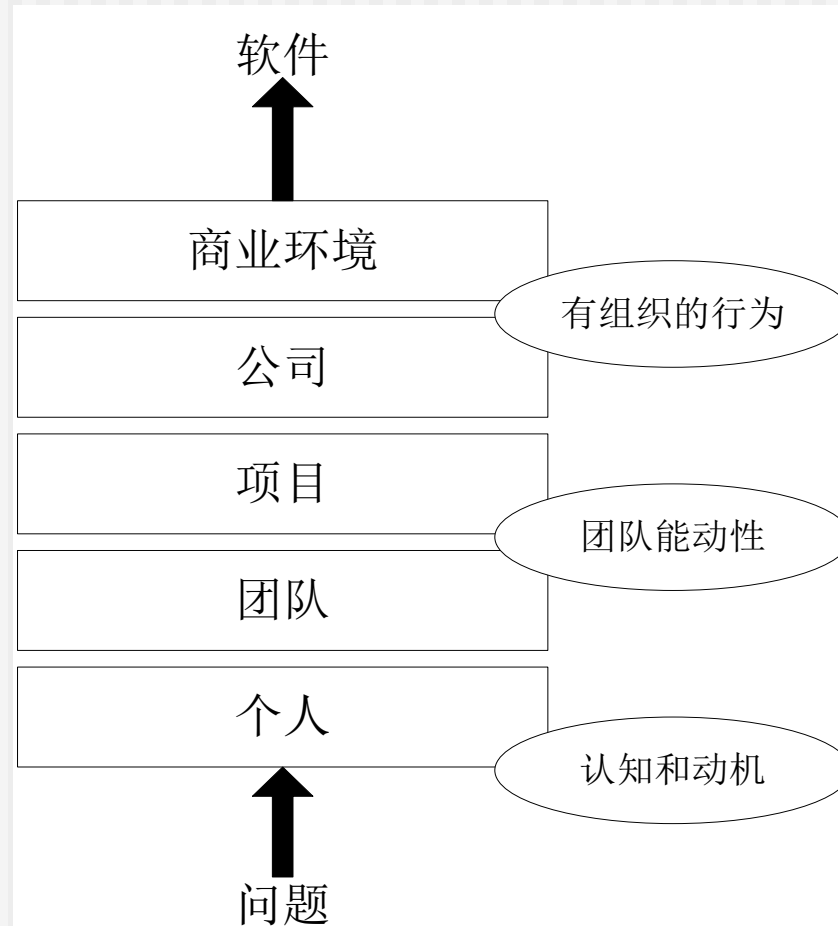 软件
商业环境
有组织的行为
公司
项目
团队能动性
团队
个人
认知和动机
问题